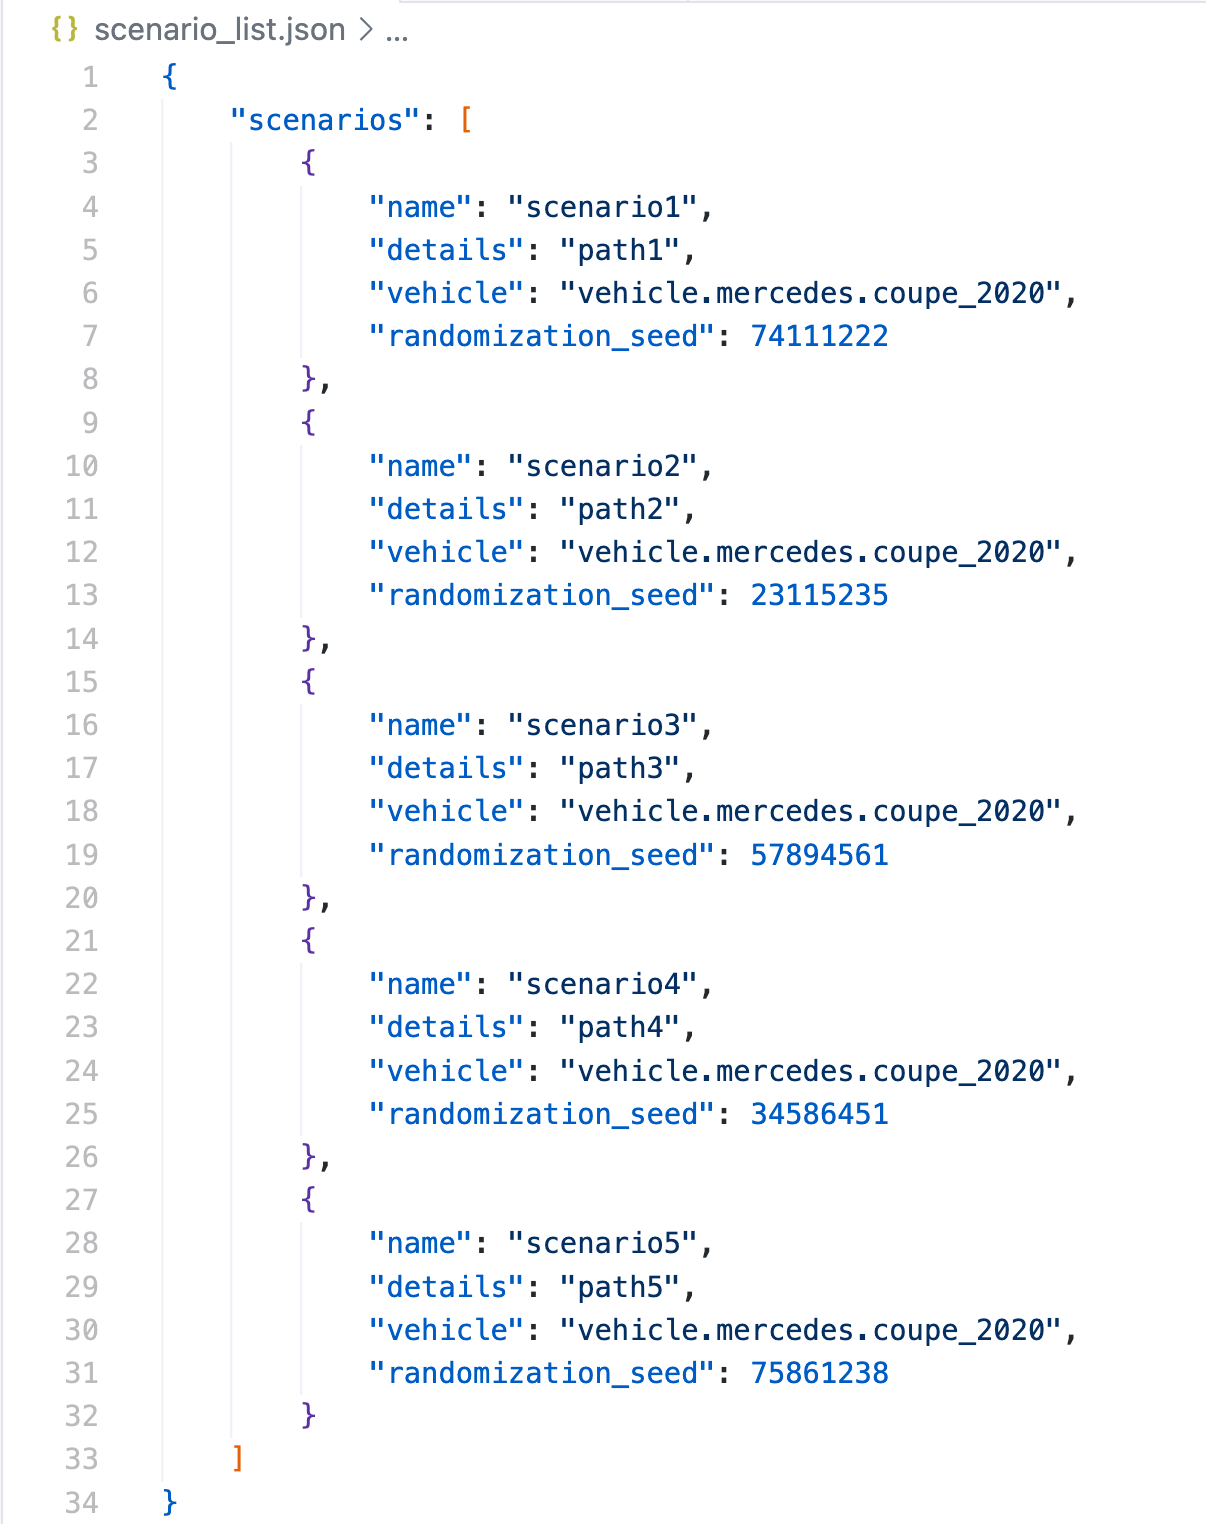 {} scenario_list.json > ...
1 {
2 "scenarios": [
3 {
4 "name": "scenario1",
5 "details": "path1",
6 "vehicle": "vehicle.mercedes.coupe_2020",
7 "randomization_seed": 74111222
8 },
9 {
10 "name": "scenario2",
11 "details": "path2",
12 "vehicle": "vehicle.mercedes.coupe_2020",
13 "randomization_seed": 23115235
14 },
15 {
16 "name": "scenario3",
17 "details": "path3",
18 "vehicle": "vehicle.mercedes.coupe_2020",
19 "randomization_seed": 57894561
20 },
21 {
22 "name": "scenario4",
23 "details": "path4",
24 "vehicle": "vehicle.mercedes.coupe_2020",
25 "randomization_seed": 34586451
26 },
27 {
28 "name": "scenario5",
29 "details": "path5",
30 "vehicle": "vehicle.mercedes.coupe_2020",
31 "randomization_seed": 75861238
32 }
33 ]
34 }